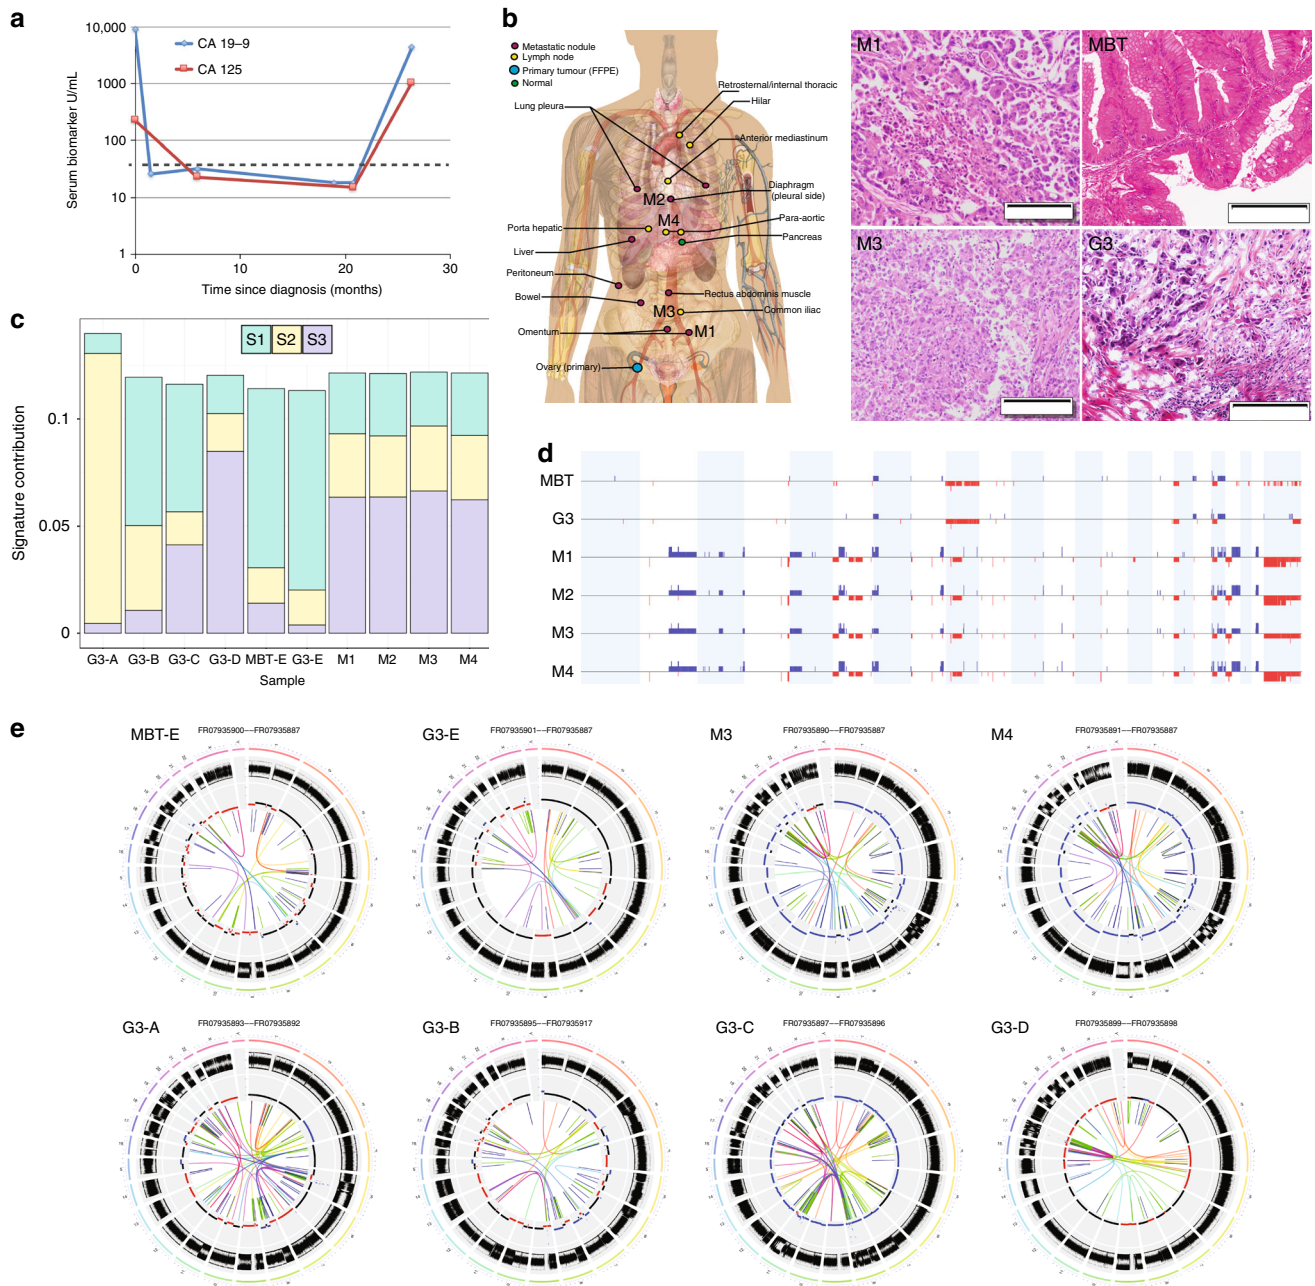 a
10,000
1000
100
10
1
Serum biomarker U/mL
CA 19–9
CA 125
0
10
20
30
Time since diagnosis (months)
b
Metastatic nodule
Lymph node
Primary tumour (FFPE)
Normal
Lung pleura
Retrosternal/internal thoracic
Hilar
Anterior mediastinum
M2
Diaphragm
(pleural side)
M4
Para-aortic
Porta hepatic
Pancreas
Liver
Peritoneum
Bowel
Rectus abdominis muscle
M3
Common iliac
Omentum
M1
Ovary (primary)
M1
MBT
M3
G3
c
S1 S2 S3
Signature contribution
0.1
0.05
0
G3-A G3-B G3-C G3-D MBT-E G3-E M1 M2 M3 M4
Sample
d
MBT
G3
M1
M2
M3
M4
e
MBT-E FR07935900––FR07935887
G3-E FR07935901––FR07935887
M3 FR07935890––FR07935887
M4 FR07935891––FR07935887
G3-A FR07935893––FR07935892
G3-B FR07935895––FR07935917
G3-C FR07935897––FR07935896
G3-D FR07935899––FR07935898